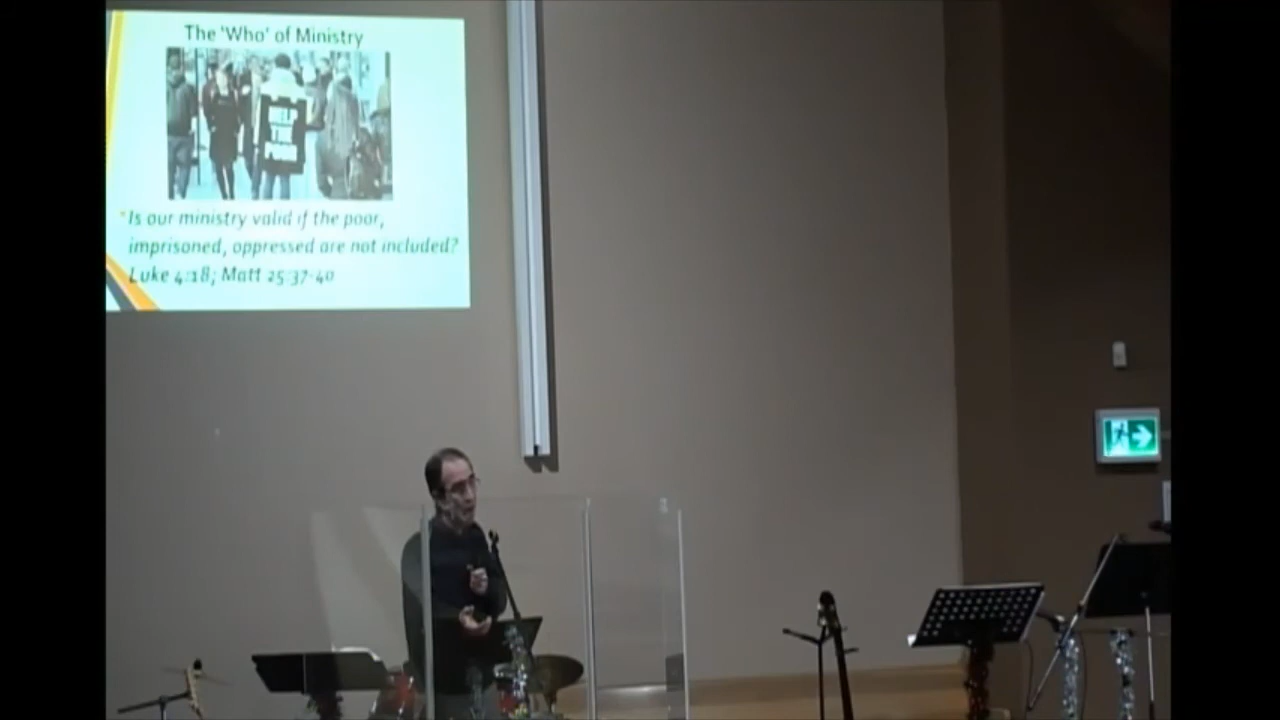 The 'Who' of Ministry
*Is our ministry valid if the poor,
imprisoned, oppressed are not included?
Luke 4:18; Matt 25:37-40